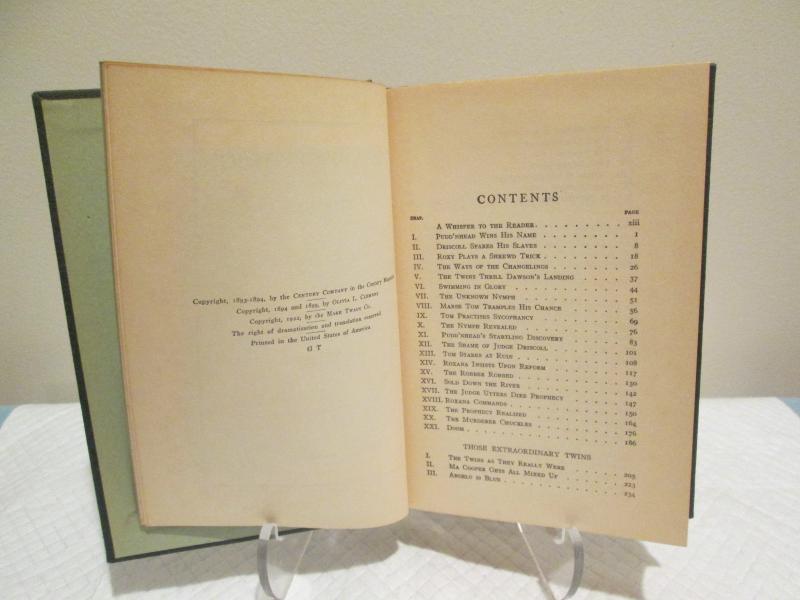 Copyright, 1893-1894, by the Century Company in the Century
Copyright, 1894 and 1899, by Olivia L. Clemens
Copyright, 1922, by the Mark Twain Co.
The right of dramatization and translation reserved
Printed in the United States of America
G T
CONTENTS
CHAP. PAGE
A Whisper to the Reader. xiii
I. Pudd'nhead Wins His Name 1
II. Driscoll Spares His Slaves 8
III. Roxy Plays a Shrewd Trick 18
IV. The Ways of the Changelings 26
V. The Twins Thrill Dawson's Landing 37
VI. Swimming in Glory 44
VII. The Unknown Nymph 51
VIII. Marse Tom Tramples His Chance 56
IX. Tom Practises Sycophancy 69
X. The Nymph Revealed 76
XI. Pudd'nhead's Startling Discovery 83
XII. The Shame of Judge Driscoll 101
XIII. Tom Stares at Ruin 108
XIV. Roxana Insists Upon Reform 117
XV. The Robber Robbed 130
XVI. Sold Down the River 142
XVII. The Judge Utters Dire Prophecy 147
XVIII. Roxana Commands 150
XIX. The Prophecy Realized 164
XX. The Murderer Chuckles 176
XXI. Doom 186
THOSE EXTRAORDINARY TWINS
I. The Twins as They Really Were 205
II. Ma Cooper Gets All Mixed Up 223
III. Angelo is Blue 234